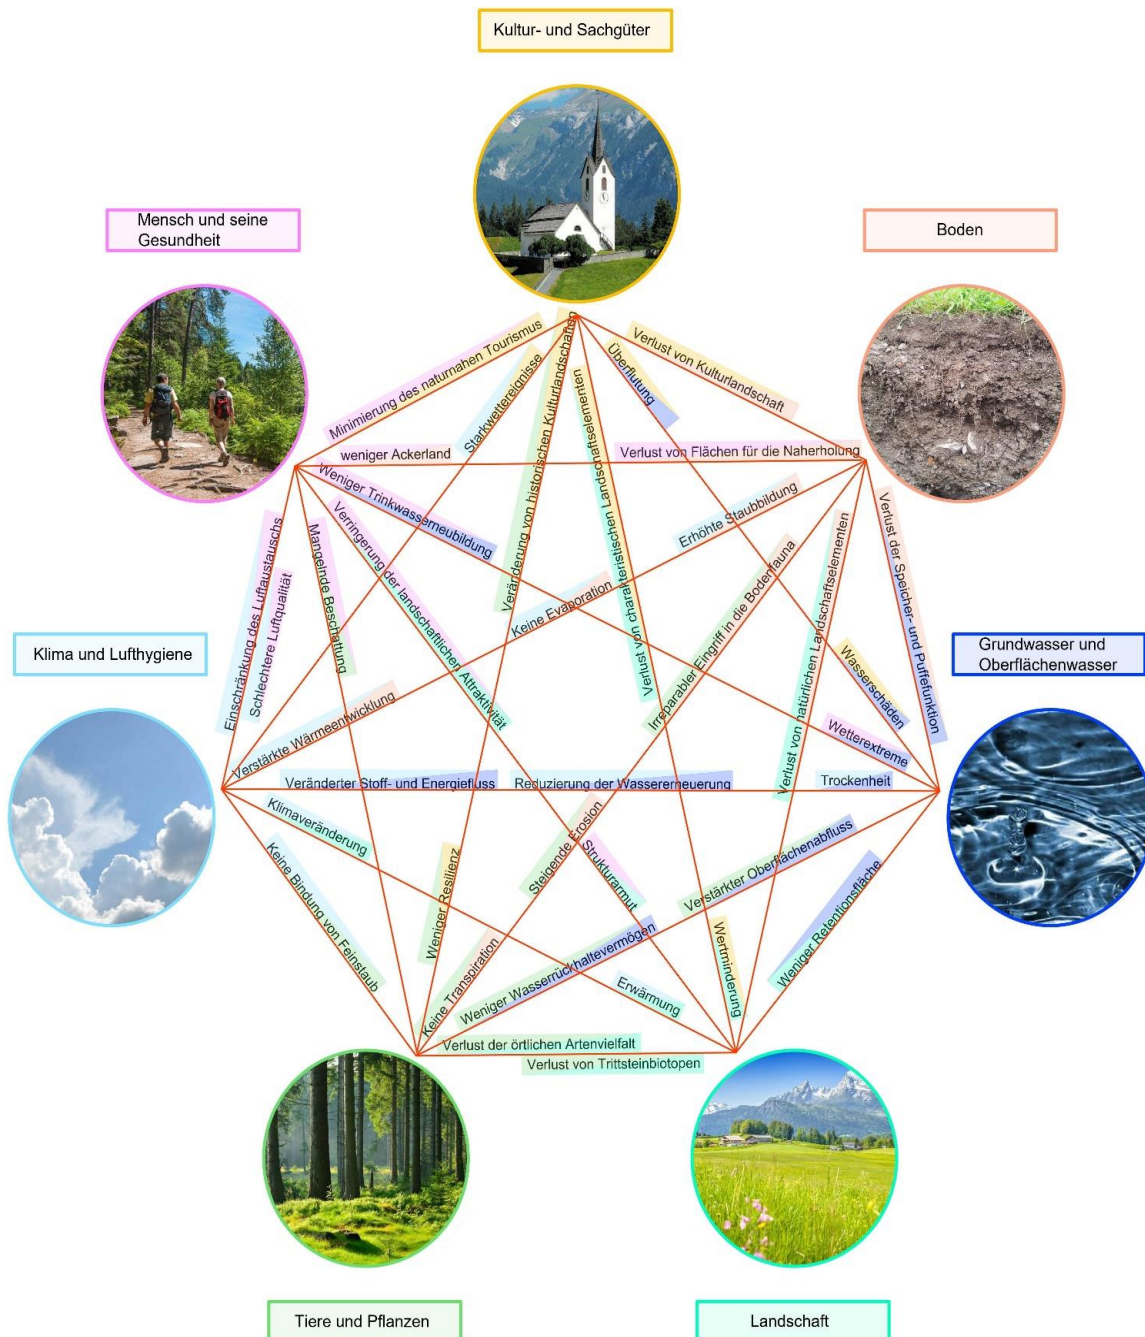 Kultur- und Sachgüter
Mensch und seine
Gesundheit
Boden
Minimierung des naturnahen Tourismus
Starkwetterereignisse
Veränderung von historischen Kulturlandschaften
Verlust von charakteristischen Landschaftselementen
Überflutung
Verlust von Kulturlandschaft
weniger Ackerland
Verlust von Flächen für die Naherholung
Weniger Trinkwasserneubildung
Verringerung der landschaftlichen Attraktivität
Mangelnde Beschattung
Einschränkung des Luftaustauschs
Schlechtere Luftqualität
Erhöhte Staubbildung
Keine Evaporation
Irreparabler Eingriff in die Bodenfauna
Verlust von natürlichen Landschaftselementen
Verlust der Speicher- und Puffefunktion
Klima und Lufthygiene
Grundwasser und
Oberflächenwasser
Verstärkte Wärmeentwicklung
Wasserschäden
Wetterextreme
Veränderter Stoff- und Energiefluss
Reduzierung der Wassererneuerung
Trockenheit
Klimaveränderung
Keine Bindung von Feinstaub
Weniger Resilienz
Steigende Erosion
Strukturarmut
Verstärkter Oberflächenabfluss
Weniger Retentionsfläche
Keine Transpiration
Weniger Wasserrückhaltevermögen
Erwärmung
Wertminderung
Verlust der örtlichen Artenvielfalt
Verlust von Trittsteinbiotopen
Tiere und Pflanzen
Landschaft